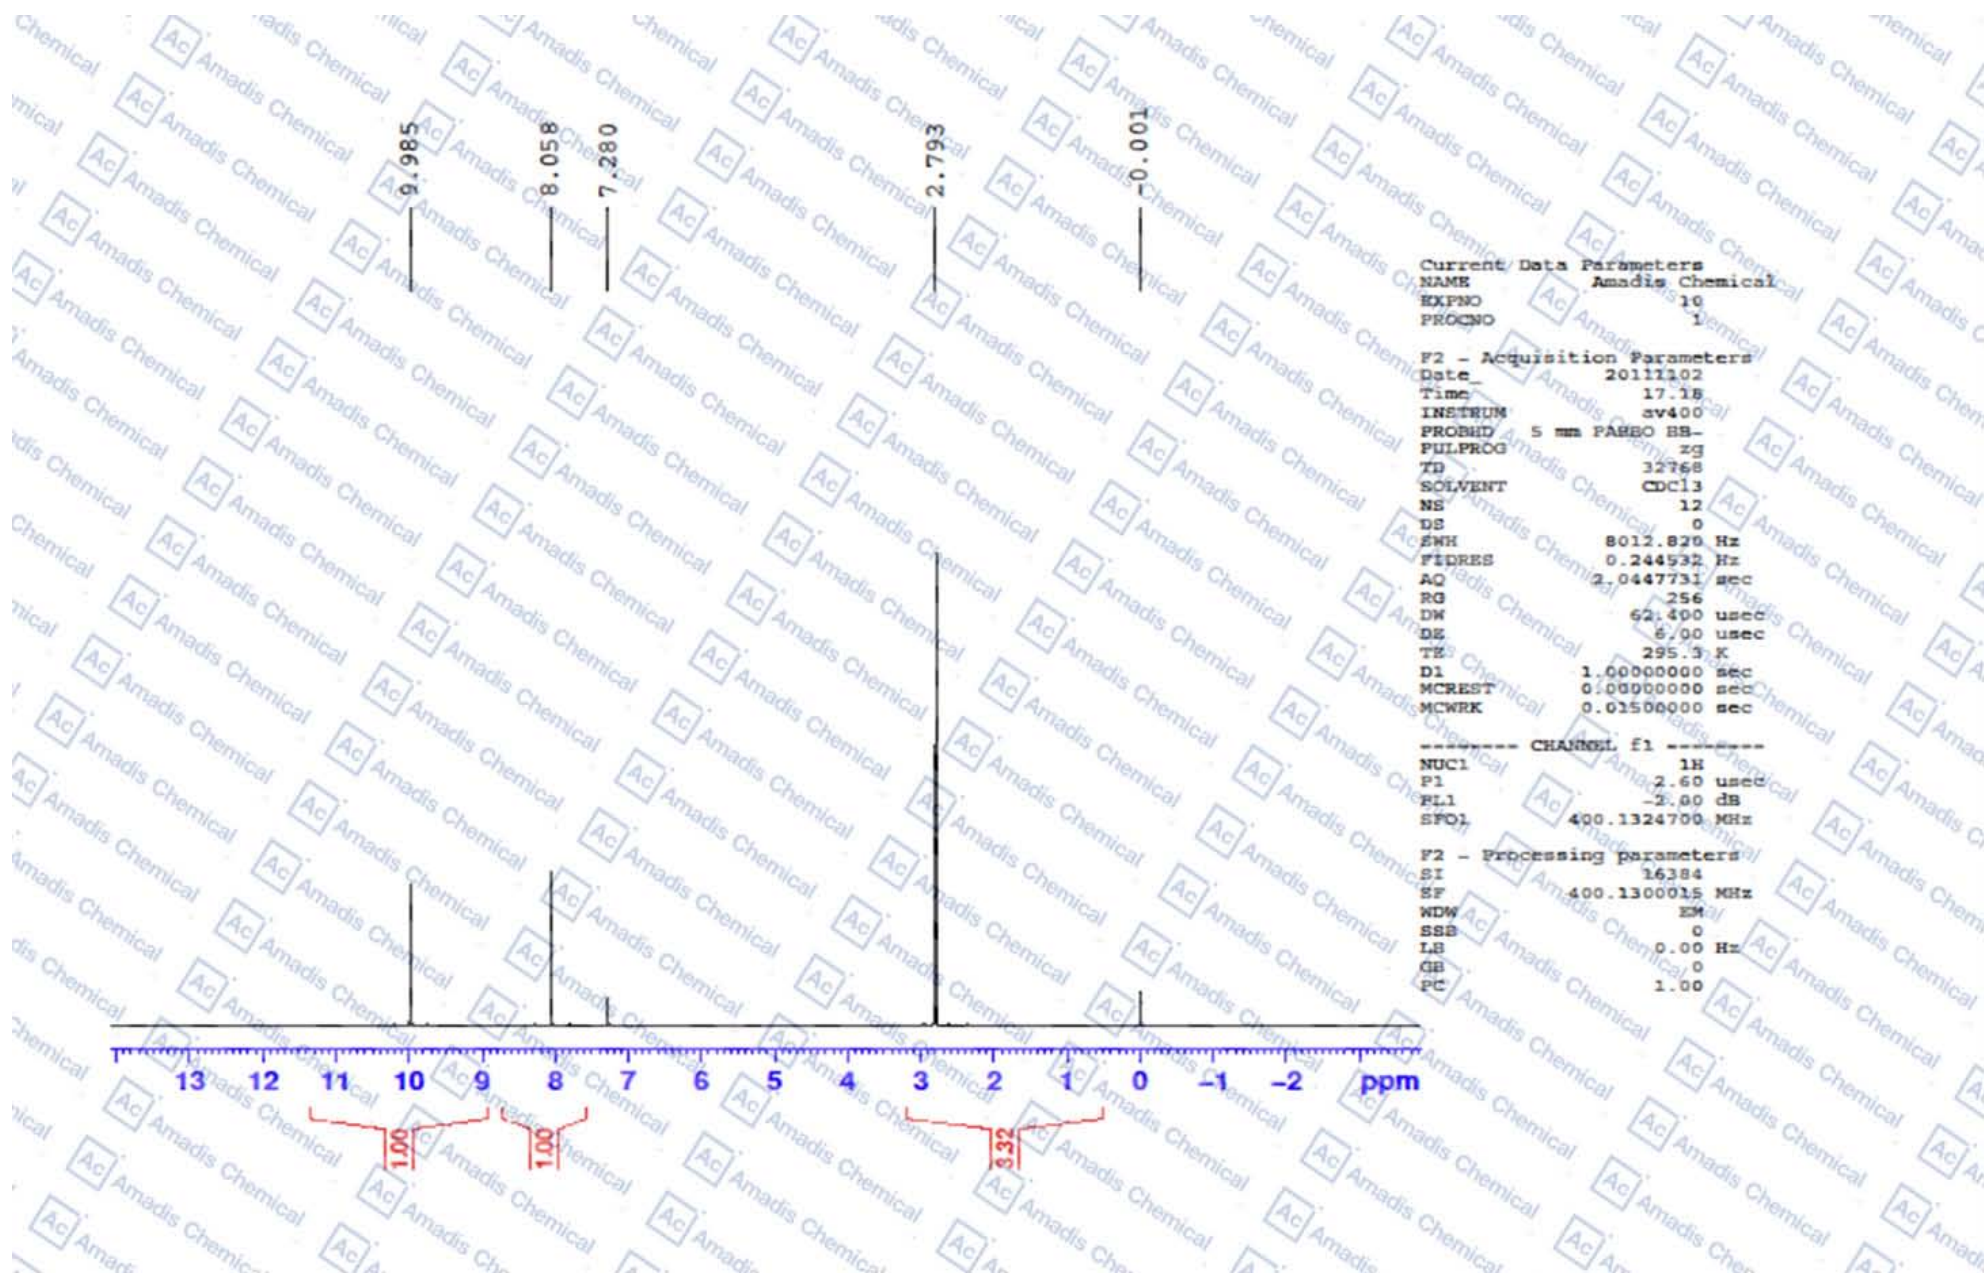 9.985
8.058
7.280
2.793
-0.001
Current Data Parameters
NAME Amadis Chemical
EXPNO 10
PROCNO 1
F2 - Acquisition Parameters
Date_ 20111102
Time 17.18
INSTRUM av400
PROBHD 5 mm PABBO BB-
PULPROG zg
TD 32768
SOLVENT CDCl3
NS 12
DS 0
SWH 8012.820 Hz
FIDRES 0.244532 Hz
AQ 2.0447731 sec
RG 256
DW 62.400 usec
DE 6.00 usec
TE 295.3 K
D1 1.00000000 sec
MCREST 0.00000000 sec
MCWRK 0.01500000 sec
-------- CHANNEL f1 --------
NUC1 1H
P1 2.60 usec
PL1 -2.00 dB
SFO1 400.1324700 MHz
F2 - Processing parameters
SI 16384
SF 400.1300015 MHz
WDW EM
SSB 0
LB 0.00 Hz
GB 0
PC 1.00
13 12 11 10 9 8 7 6 5 4 3 2 1 0 -1 -2 ppm
1.00
1.00
3.32
Ac Amadis Chemical